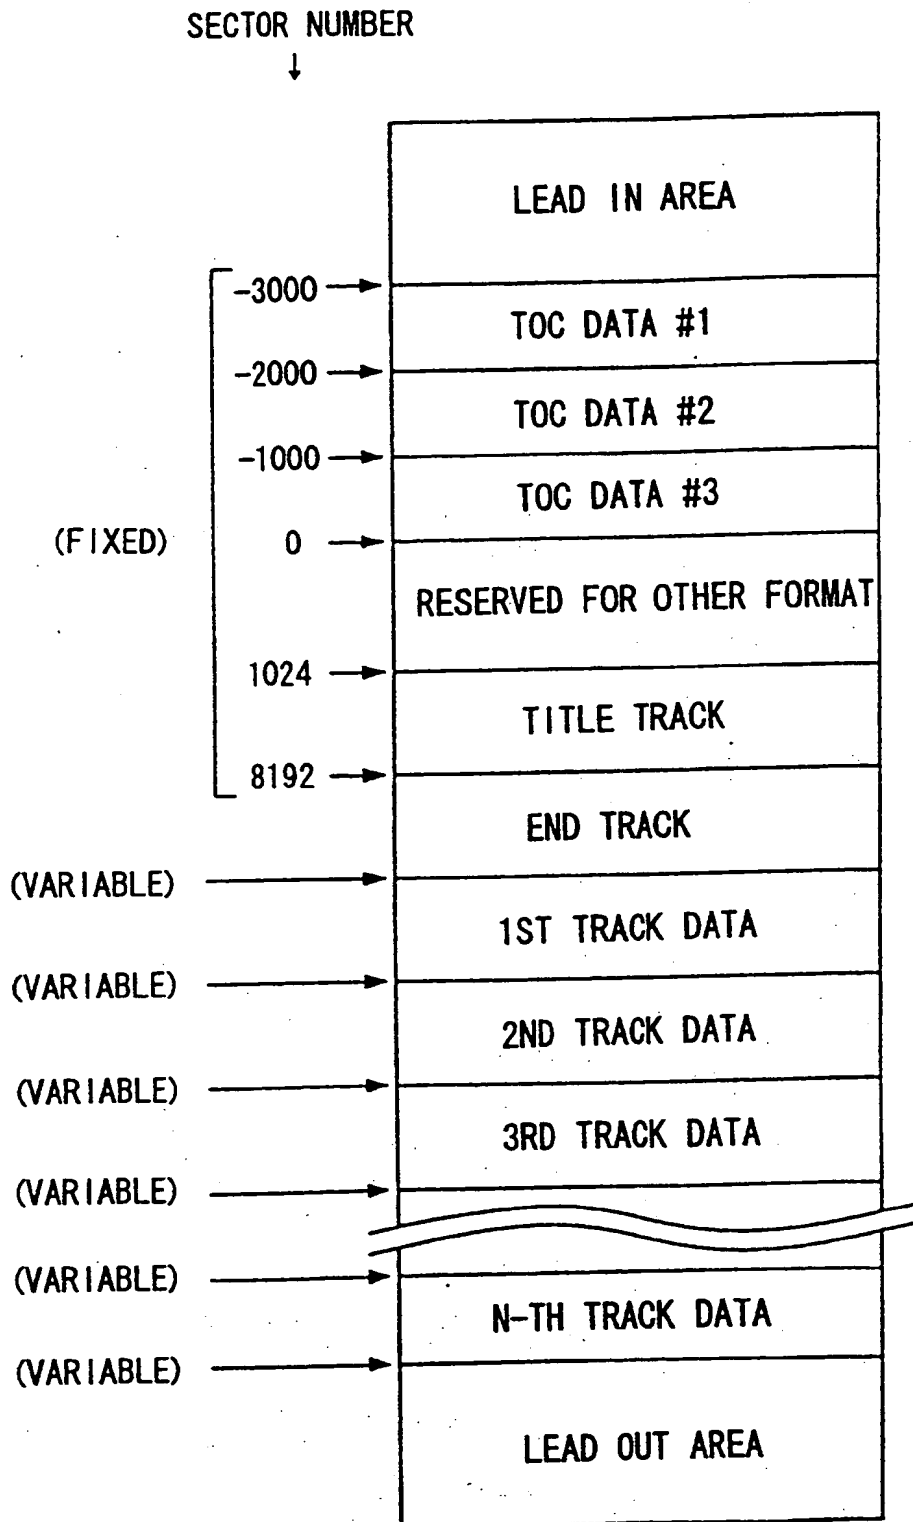 SECTOR NUMBER
↓
LEAD IN AREA
-3000
TOC DATA #1
-2000
TOC DATA #2
-1000
TOC DATA #3
(FIXED)
0
RESERVED FOR OTHER FORMAT
1024
TITLE TRACK
8192
END TRACK
(VARIABLE)
1ST TRACK DATA
(VARIABLE)
2ND TRACK DATA
(VARIABLE)
3RD TRACK DATA
(VARIABLE)
(VARIABLE)
N-TH TRACK DATA
(VARIABLE)
LEAD OUT AREA